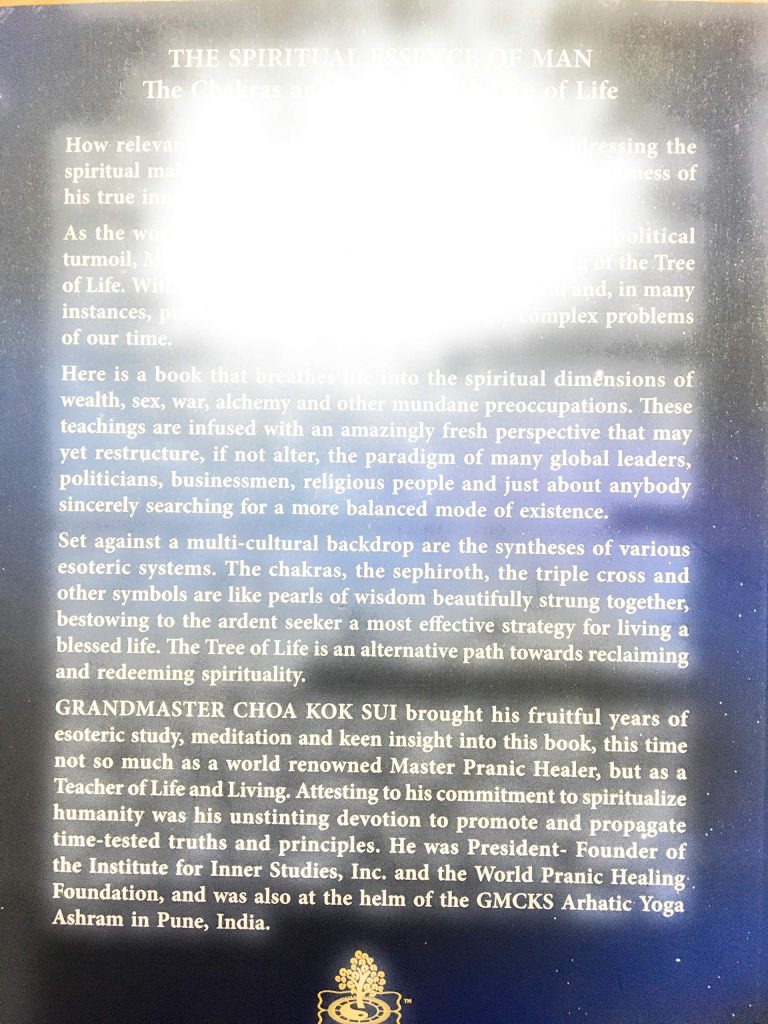 THE SPIRITUAL ESSENCE OF MAN
The Chakras and of Life
How addressing the
spiritual of
his true
As the political
turmoil, of the Tree
of Life. and, in many
instances, complex problems
of our time.
Here is a book that breathes life into the spiritual dimensions of
wealth, sex, war, alchemy and other mundane preoccupations. These
teachings are infused with an amazingly fresh perspective that may
yet restructure, if not alter, the paradigm of many global leaders,
politicians, businessmen, religious people and just about anybody
sincerely searching for a more balanced mode of existence.
Set against a multi-cultural backdrop are the syntheses of various
esoteric systems. The chakras, the sephiroth, the triple cross and
other symbols are like pearls of wisdom beautifully strung together,
bestowing to the ardent seeker a most effective strategy for living a
blessed life. The Tree of Life is an alternative path towards reclaiming
and redeeming spirituality.
GRANDMASTER CHOA KOK SUI brought his fruitful years of
esoteric study, meditation and keen insight into this book, this time
not so much as a world renowned Master Pranic Healer, but as a
Teacher of Life and Living. Attesting to his commitment to spiritualize
humanity was his unstinting devotion to promote and propagate
time-tested truths and principles. He was President- Founder of
the Institute for Inner Studies, Inc. and the World Pranic Healing
Foundation, and was also at the helm of the GMCKS Arhatic Yoga
Ashram in Pune, India.
™